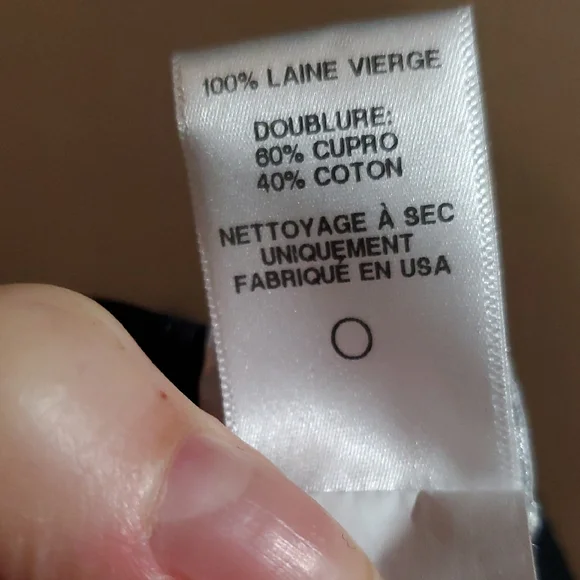 100% LAINE VIERGE
DOUBLURE:
60% CUPRO
40% COTON
NETTOYAGE À SEC
UNIQUEMENT
FABRIQUÉ EN USA